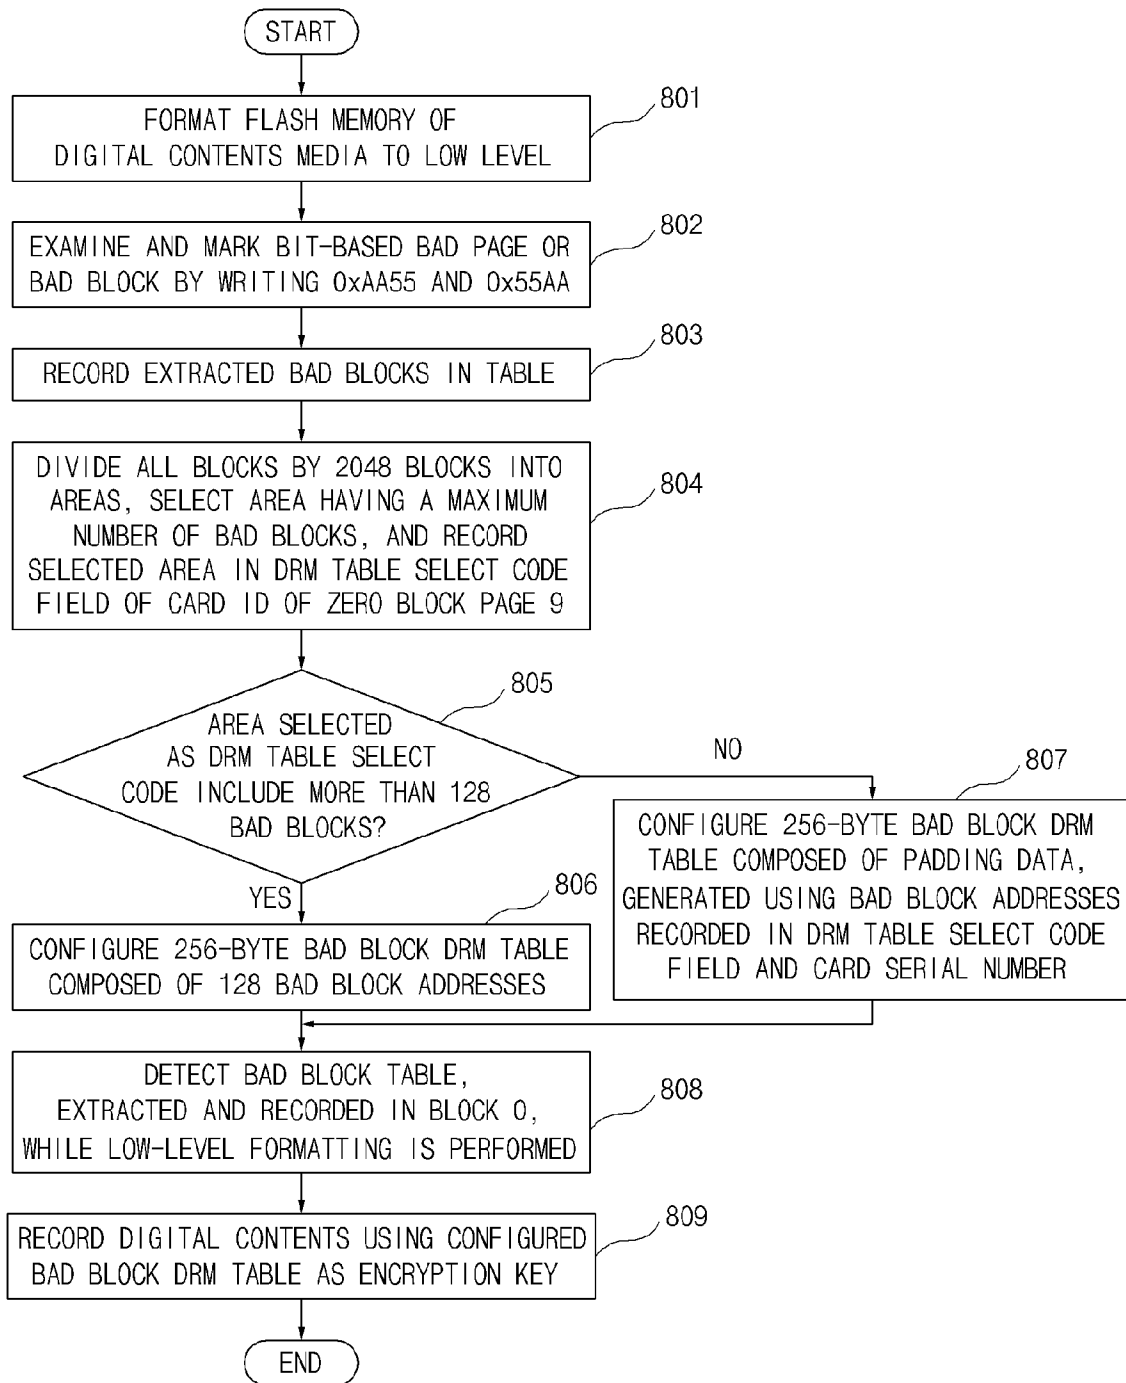 START
FORMAT FLASH MEMORY OF
DIGITAL CONTENTS MEDIA TO LOW LEVEL
801
EXAMINE AND MARK BIT-BASED BAD PAGE OR
BAD BLOCK BY WRITING 0xAA55 AND 0x55AA
802
RECORD EXTRACTED BAD BLOCKS IN TABLE
803
DIVIDE ALL BLOCKS BY 2048 BLOCKS INTO
AREAS, SELECT AREA HAVING A MAXIMUM
NUMBER OF BAD BLOCKS, AND RECORD
SELECTED AREA IN DRM TABLE SELECT CODE
FIELD OF CARD ID OF ZERO BLOCK PAGE 9
804
AREA SELECTED
AS DRM TABLE SELECT
CODE INCLUDE MORE THAN 128
BAD BLOCKS?
805
NO
YES
CONFIGURE 256-BYTE BAD BLOCK DRM TABLE
COMPOSED OF 128 BAD BLOCK ADDRESSES
806
CONFIGURE 256-BYTE BAD BLOCK DRM
TABLE COMPOSED OF PADDING DATA,
GENERATED USING BAD BLOCK ADDRESSES
RECORDED IN DRM TABLE SELECT CODE
FIELD AND CARD SERIAL NUMBER
807
DETECT BAD BLOCK TABLE,
EXTRACTED AND RECORDED IN BLOCK 0,
WHILE LOW-LEVEL FORMATTING IS PERFORMED
808
RECORD DIGITAL CONTENTS USING CONFIGURED
BAD BLOCK DRM TABLE AS ENCRYPTION KEY
809
END